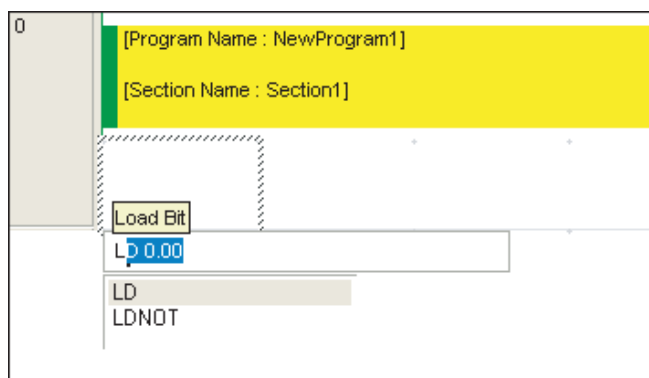 0
[Program Name : NewProgram1]
[Section Name : Section1]
Load Bit
LD 0.00
LD
LDNOT